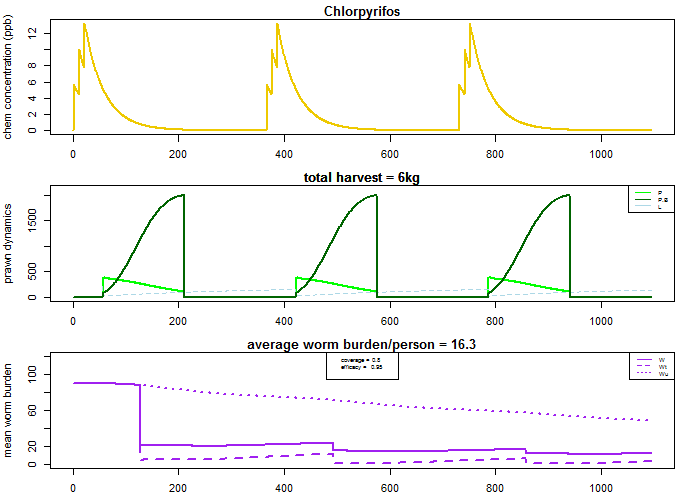 Chlorpyrifos
chem concentration (ppb)
12
8
6
4
2
0
0 200 400 600 800 1000
total harvest = 6kg
prawn dynamics
1500
500
0
P
P.B
L
0 200 400 600 800 1000
average worm burden/person = 16.3
mean worm burden
100
60
20
0
coverage = 0.8
efficacy = 0.95
W
Wt
Wu
0 200 400 600 800 1000